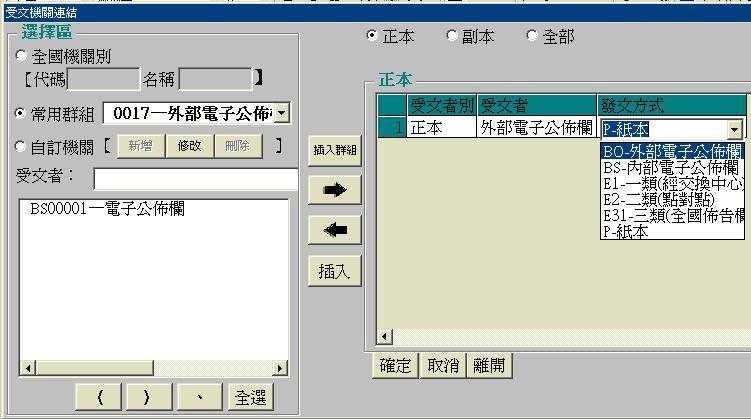 受文機關連結
選擇區
全國機關別
【代碼 名稱 】
常用群組 0017一外部電子公佈
自訂機關【 新增 修改 刪除 】
受文者：
BS00001一電子公佈欄
( ) 、 全選
插入群組
插入
正本 副本 全部
正本
受文者別 受文者 發文方式
1 正本 外部電子公佈欄 P-紙本
BO-外部電子公佈欄
BS-內部電子公佈欄
E1-一類(經交換中心)
E2-二類(點對點)
E31-三類(全國佈告欄
P-紙本
確定 取消 離開